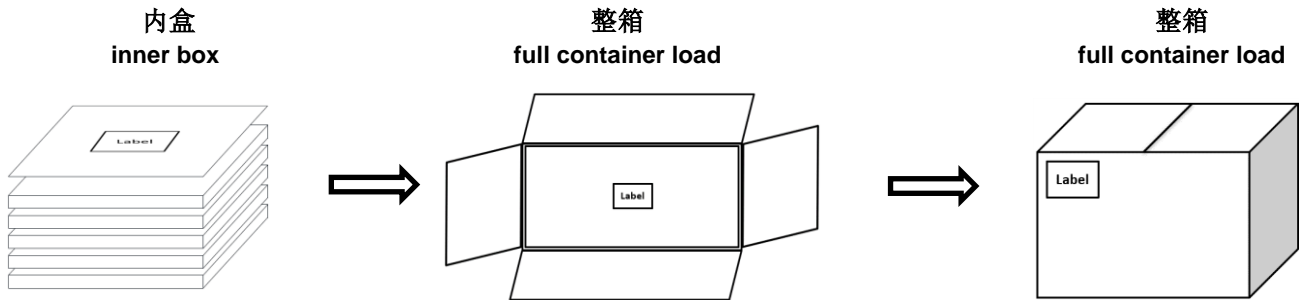 内盒
inner box
整箱
full container load
整箱
full container load
Label
Label
Label